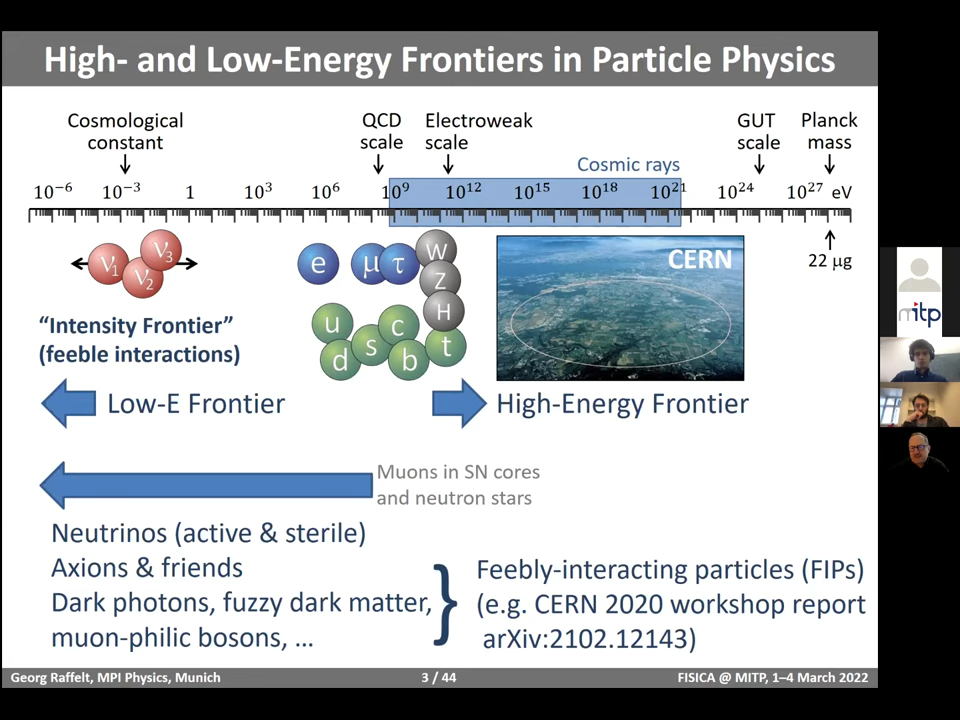 High- and Low-Energy Frontiers in Particle Physics
Cosmological
constant
QCD
scale
Electroweak
scale
GUT
scale
Planck
mass
Cosmic rays
10⁻⁶ 10⁻³ 1 10³ 10⁶ 10⁹ 10¹² 10¹⁵ 10¹⁸ 10²¹ 10²⁴ 10²⁷ eV
22 μg
ν₁ ν₂ ν₃
e μ τ
W
Z
H
u c
d s b t
CERN
“Intensity Frontier”
(feeble interactions)
Low-E Frontier
High-Energy Frontier
Muons in SN cores
and neutron stars
Neutrinos (active & sterile)
Axions & friends
Dark photons, fuzzy dark matter,
muon-philic bosons, ...
}
Feebly-interacting particles (FIPs)
(e.g. CERN 2020 workshop report
arXiv:2102.12143)
Georg Raffelt, MPI Physics, Munich
3 / 44
FISICA @ MITP, 1–4 March 2022
mitp